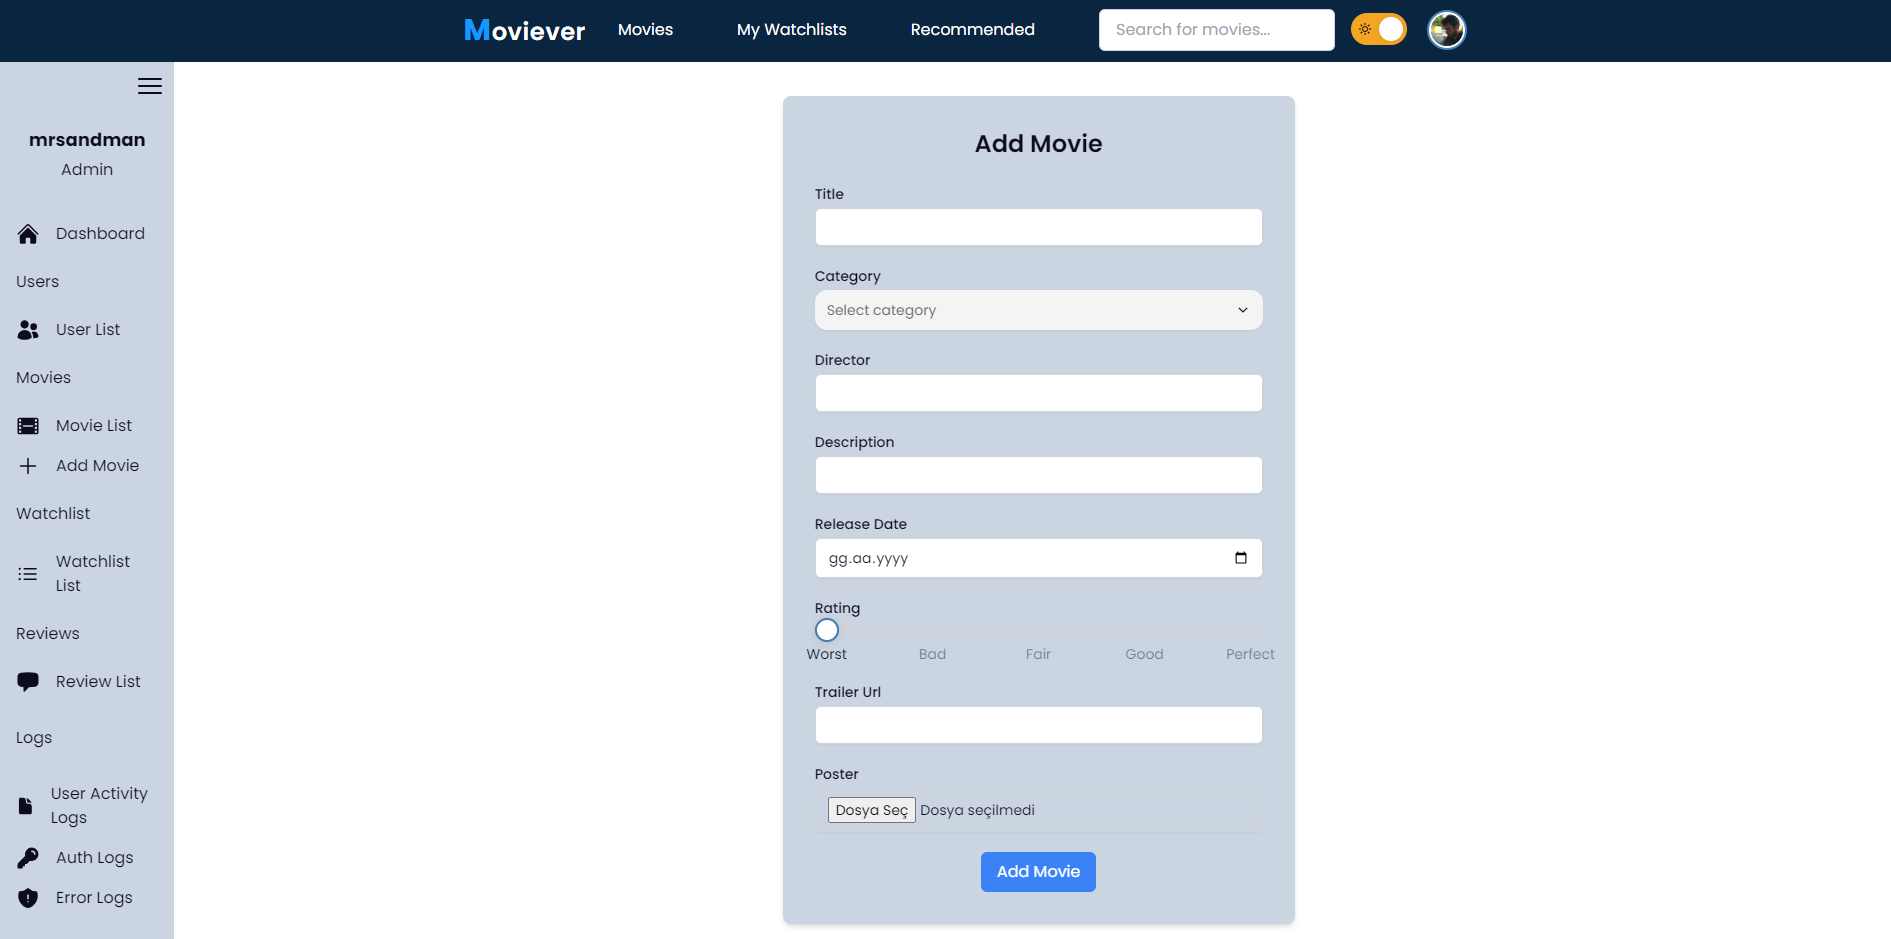 Moviever
Movies
My Watchlists
Recommended
Search for movies...
mrsandman
Admin
Dashboard
Users
User List
Movies
Movie List
Add Movie
Watchlist
Watchlist
List
Reviews
Review List
Logs
User Activity
Logs
Auth Logs
Error Logs
Add Movie
Title
Category
Select category
Director
Description
Release Date
gg.aa.yyyy
Rating
Worst Bad Fair Good Perfect
Trailer Url
Poster
Dosya Seç Dosya seçilmedi
Add Movie